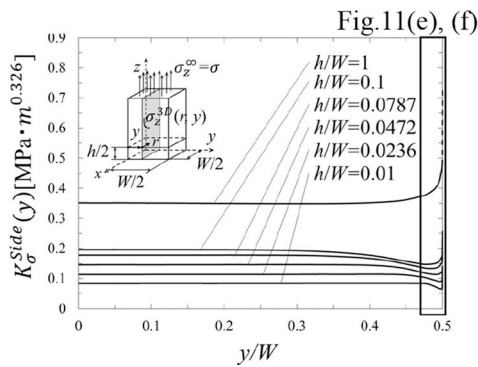 Fig.11(e), (f)
0.9
0.8
0.7
0.6
0.5
0.4
0.3
0.2
0.1
0
K_σ^{Side}(y)[MPa・m^{0.326}]
z
σ_z^∞=σ
σ_z^{3D}(r, y)
y
r
y
h/2
x
W/2
W/2
h/W=1
h/W=0.1
h/W=0.0787
h/W=0.0472
h/W=0.0236
h/W=0.01
0 0.1 0.2 0.3 0.4 0.5
y/W